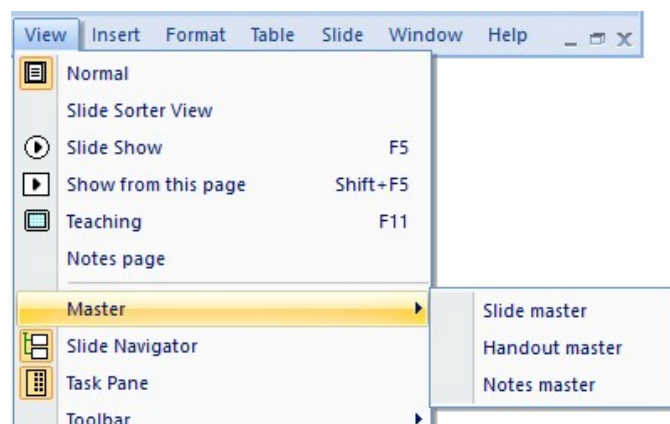 View Insert Format Table Slide Window Help
Normal
Slide Sorter View
Slide Show F5
Show from this page Shift+F5
Teaching F11
Notes page
Master
Slide master
Slide Navigator
Handout master
Task Pane
Notes master
Toolbar